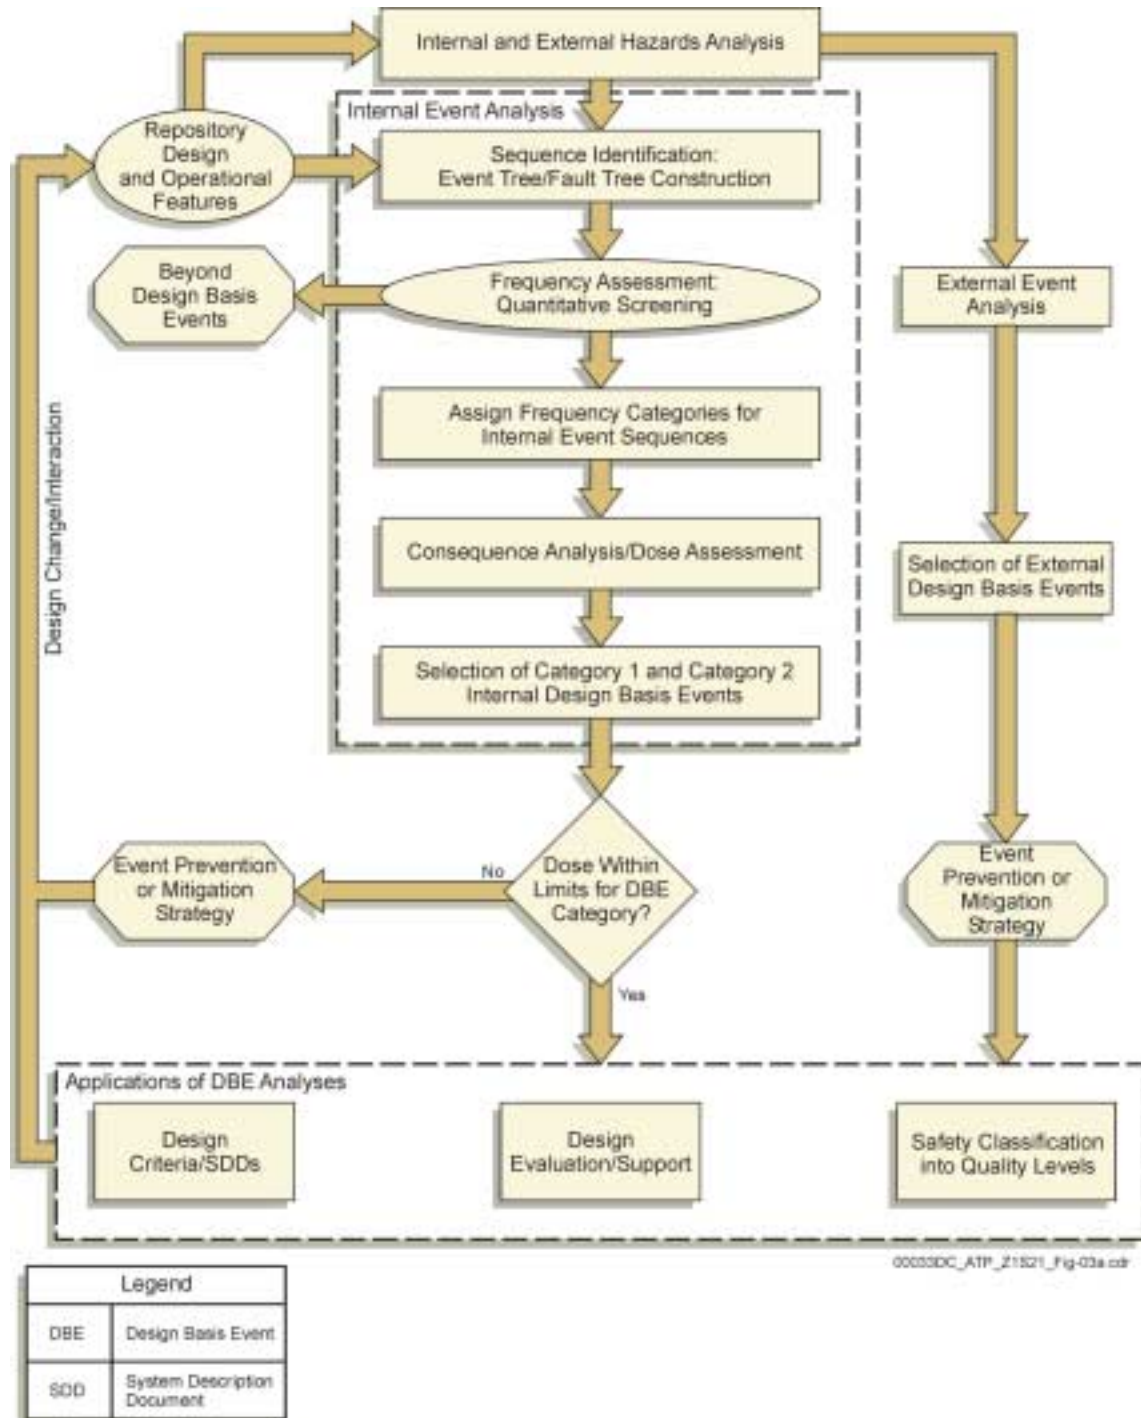 Internal and External Hazards Analysis
Internal Event Analysis
Repository
Design
and Operational
Features
Sequence Identification:
Event Tree/Fault Tree Construction
Beyond
Design Basis
Events
Frequency Assessment:
Quantitative Screening
External Event
Analysis
Assign Frequency Categories for
Internal Event Sequences
Design Change/Interaction
Consequence Analysis/Dose Assessment
Selection of External
Design Basis Events
Selection of Category 1 and Category 2
Internal Design Basis Events
Event Prevention
or Mitigation
Strategy
No
Dose Within
Limits for DBE
Category?
Event
Prevention or
Mitigation
Strategy
Yes
Applications of DBE Analyses
Design
Criteria/SDDs
Design
Evaluation/Support
Safety Classification
into Quality Levels
00033DC_ATP_Z1S21_Fig-03a.cdr
Legend
DBE Design Basis Event
SDD System Description
Document